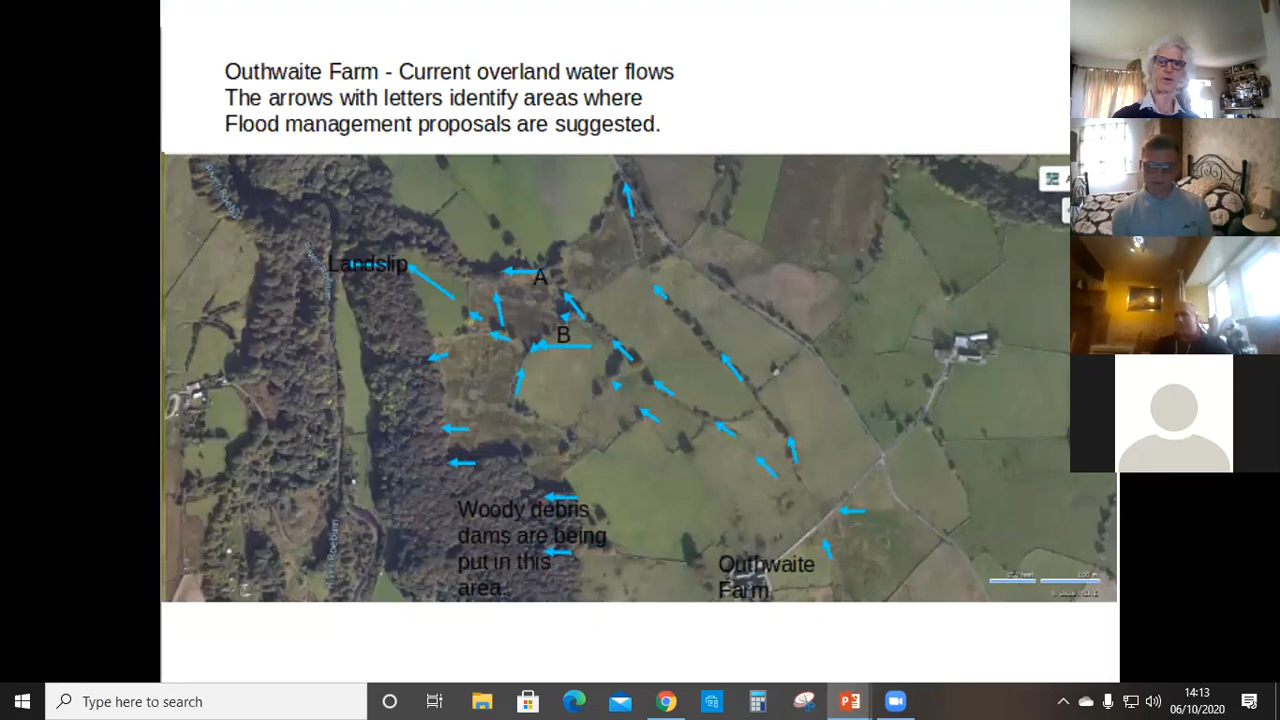 Outhwaite Farm - Current overland water flows
The arrows with letters identify areas where
Flood management proposals are suggested.
Landslip
A
B
Woody debris
dams are being
put in this
area.
Outhwaite
Farm
Type here to search
14:13
06/10/2020